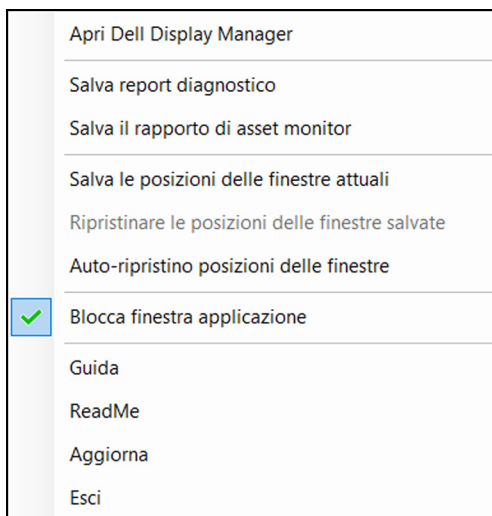 Apri Dell Display Manager
Salva report diagnostico
Salva il rapporto di asset monitor
Salva le posizioni delle finestre attuali
Ripristinare le posizioni delle finestre salvate
Auto-ripristino posizioni delle finestre
Blocca finestra applicazione
Guida
ReadMe
Aggiorna
Esci